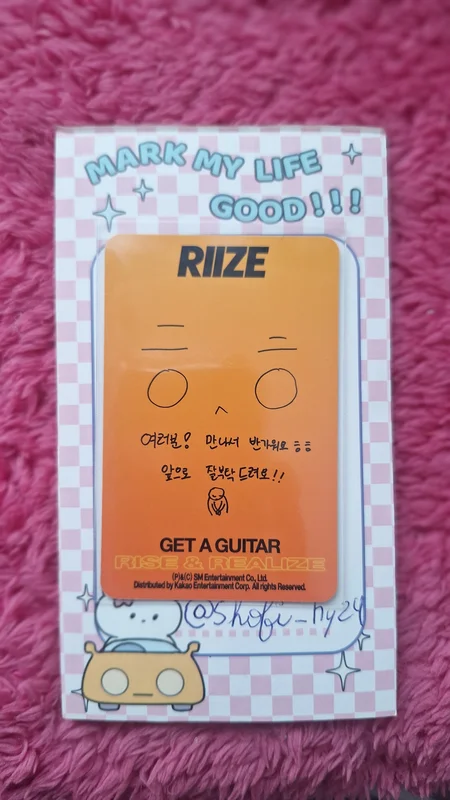 MARK MY LIFE
GOOD!!!
RIIZE
여러분! 만나서 반가워요 ㅎㅎ
앞으로 잘부탁드려요!!
GET A GUITAR
RISE & REALIZE
(P)&(C) SM Entertainment Co., Ltd.
Distributed by Kakao Entertainment Corp. All rights Reserved.